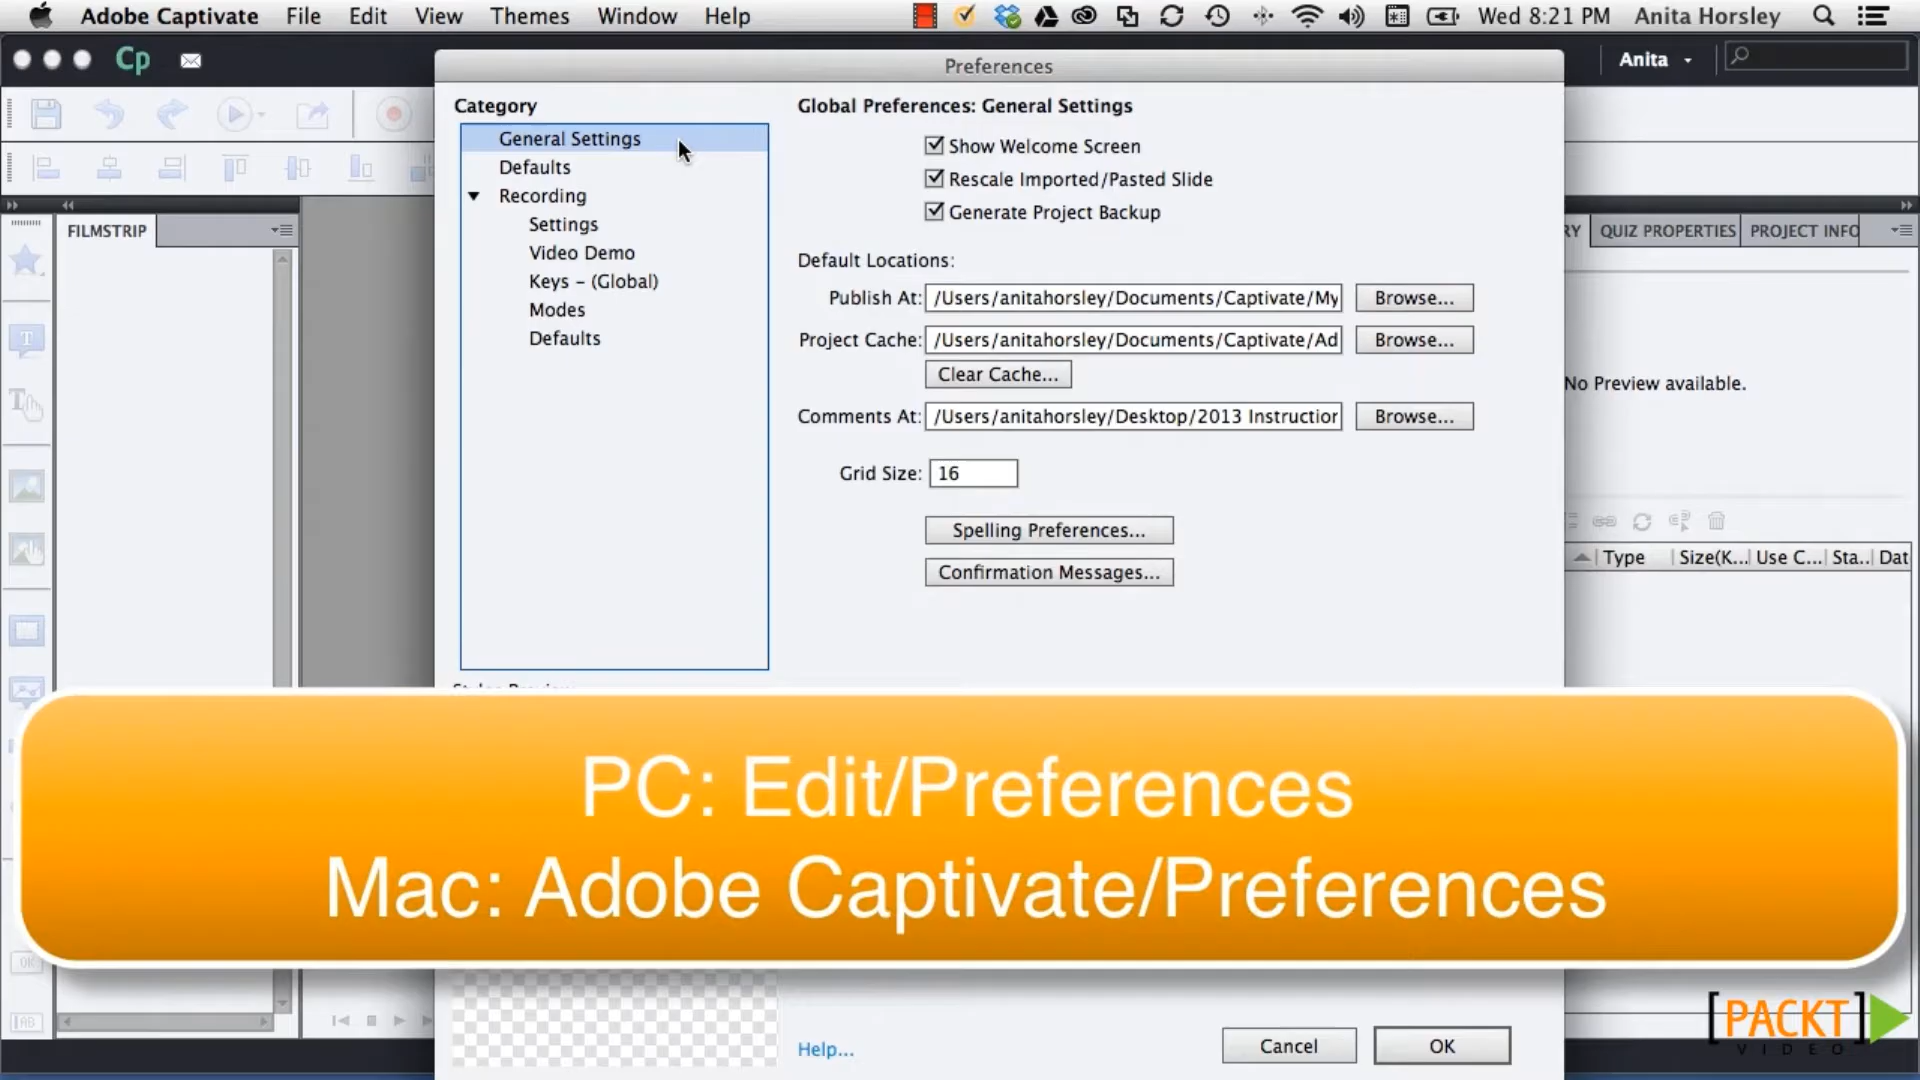 Adobe Captivate File Edit View Themes Window Help Wed 8:21 PM Anita Horsley
Cp Anita
Preferences
Category
General Settings
Defaults
Recording
Settings
Video Demo
Keys - (Global)
Modes
Defaults
Global Preferences: General Settings
Show Welcome Screen
Rescale Imported/Pasted Slide
Generate Project Backup
Default Locations:
Publish At: /Users/anitahorsley/Documents/Captivate/My Browse...
Project Cache: /Users/anitahorsley/Documents/Captivate/Ad Browse...
Clear Cache...
Comments At: /Users/anitahorsley/Desktop/2013 Instruction Browse...
Grid Size: 16
Spelling Preferences...
Confirmation Messages...
FILMSTRIP
RY QUIZ PROPERTIES PROJECT INFO
No Preview available.
Type Size(K... Use C... Sta.. Dat
PC: Edit/Preferences
Mac: Adobe Captivate/Preferences
OK
AB
Help... Cancel OK
[PACKT]
VIDEO